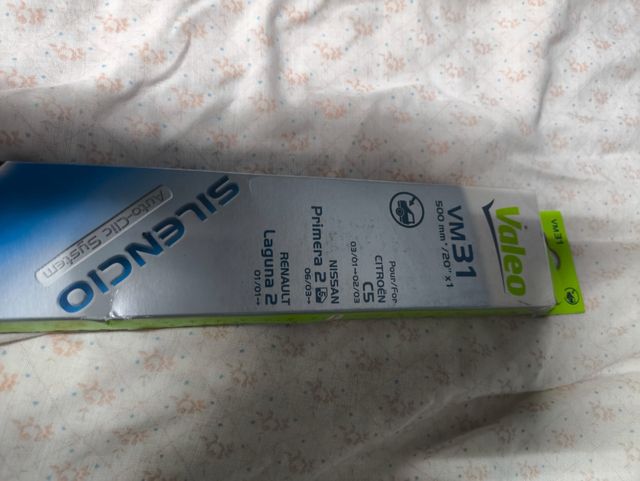 Valeo
VM31
VM31
500 mm /20" x 1
Pour/For
CITROËN
C5
03/01→02/03
NISSAN
Primera 2
06/03→
RENAULT
Laguna 2
01/01→
SILENCIO
Auto-Clic System